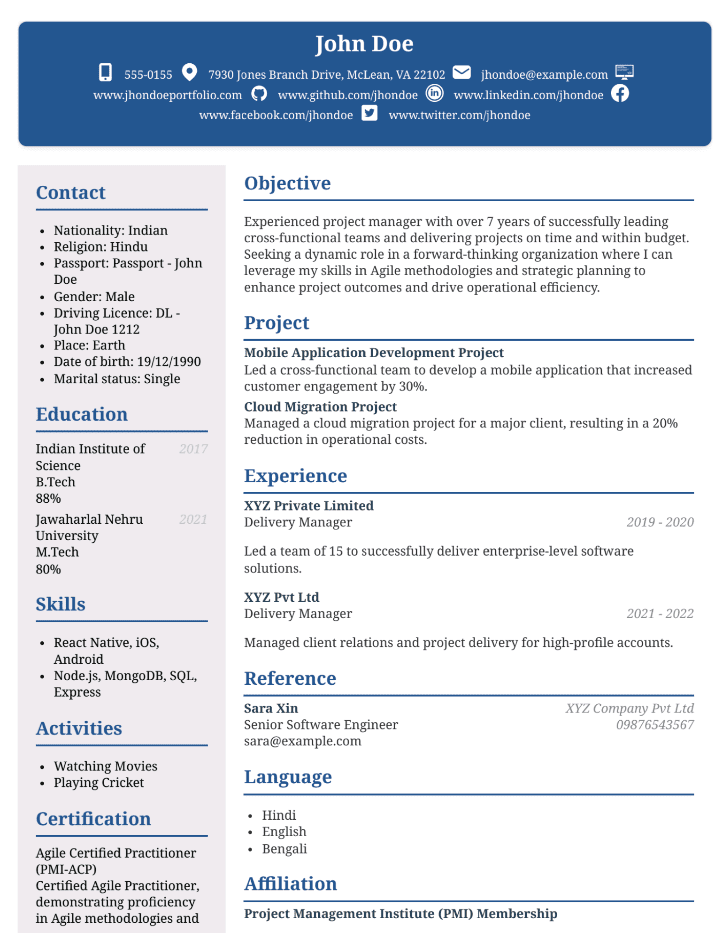 John Doe
555-0155 7930 Jones Branch Drive, McLean, VA 22102 jhondoe@example.com
www.jhondoeportfolio.com www.github.com/jhondoe www.linkedin.com/jhondoe
www.facebook.com/jhondoe www.twitter.com/jhondoe
Contact
• Nationality: Indian
• Religion: Hindu
• Passport: Passport - John
Doe
• Gender: Male
• Driving Licence: DL -
John Doe 1212
• Place: Earth
• Date of birth: 19/12/1990
• Marital status: Single
Education
Indian Institute of 2017
Science
B.Tech
88%
Jawaharlal Nehru 2021
University
M.Tech
80%
Skills
• React Native, iOS,
Android
• Node.js, MongoDB, SQL,
Express
Activities
• Watching Movies
• Playing Cricket
Certification
Agile Certified Practitioner
(PMI-ACP)
Certified Agile Practitioner,
demonstrating proficiency
in Agile methodologies and
Objective
Experienced project manager with over 7 years of successfully leading
cross-functional teams and delivering projects on time and within budget.
Seeking a dynamic role in a forward-thinking organization where I can
leverage my skills in Agile methodologies and strategic planning to
enhance project outcomes and drive operational efficiency.
Project
Mobile Application Development Project
Led a cross-functional team to develop a mobile application that increased
customer engagement by 30%.
Cloud Migration Project
Managed a cloud migration project for a major client, resulting in a 20%
reduction in operational costs.
Experience
XYZ Private Limited
Delivery Manager 2019 - 2020
Led a team of 15 to successfully deliver enterprise-level software
solutions.
XYZ Pvt Ltd
Delivery Manager 2021 - 2022
Managed client relations and project delivery for high-profile accounts.
Reference
Sara Xin XYZ Company Pvt Ltd
Senior Software Engineer 09876543567
sara@example.com
Language
• Hindi
• English
• Bengali
Affiliation
Project Management Institute (PMI) Membership